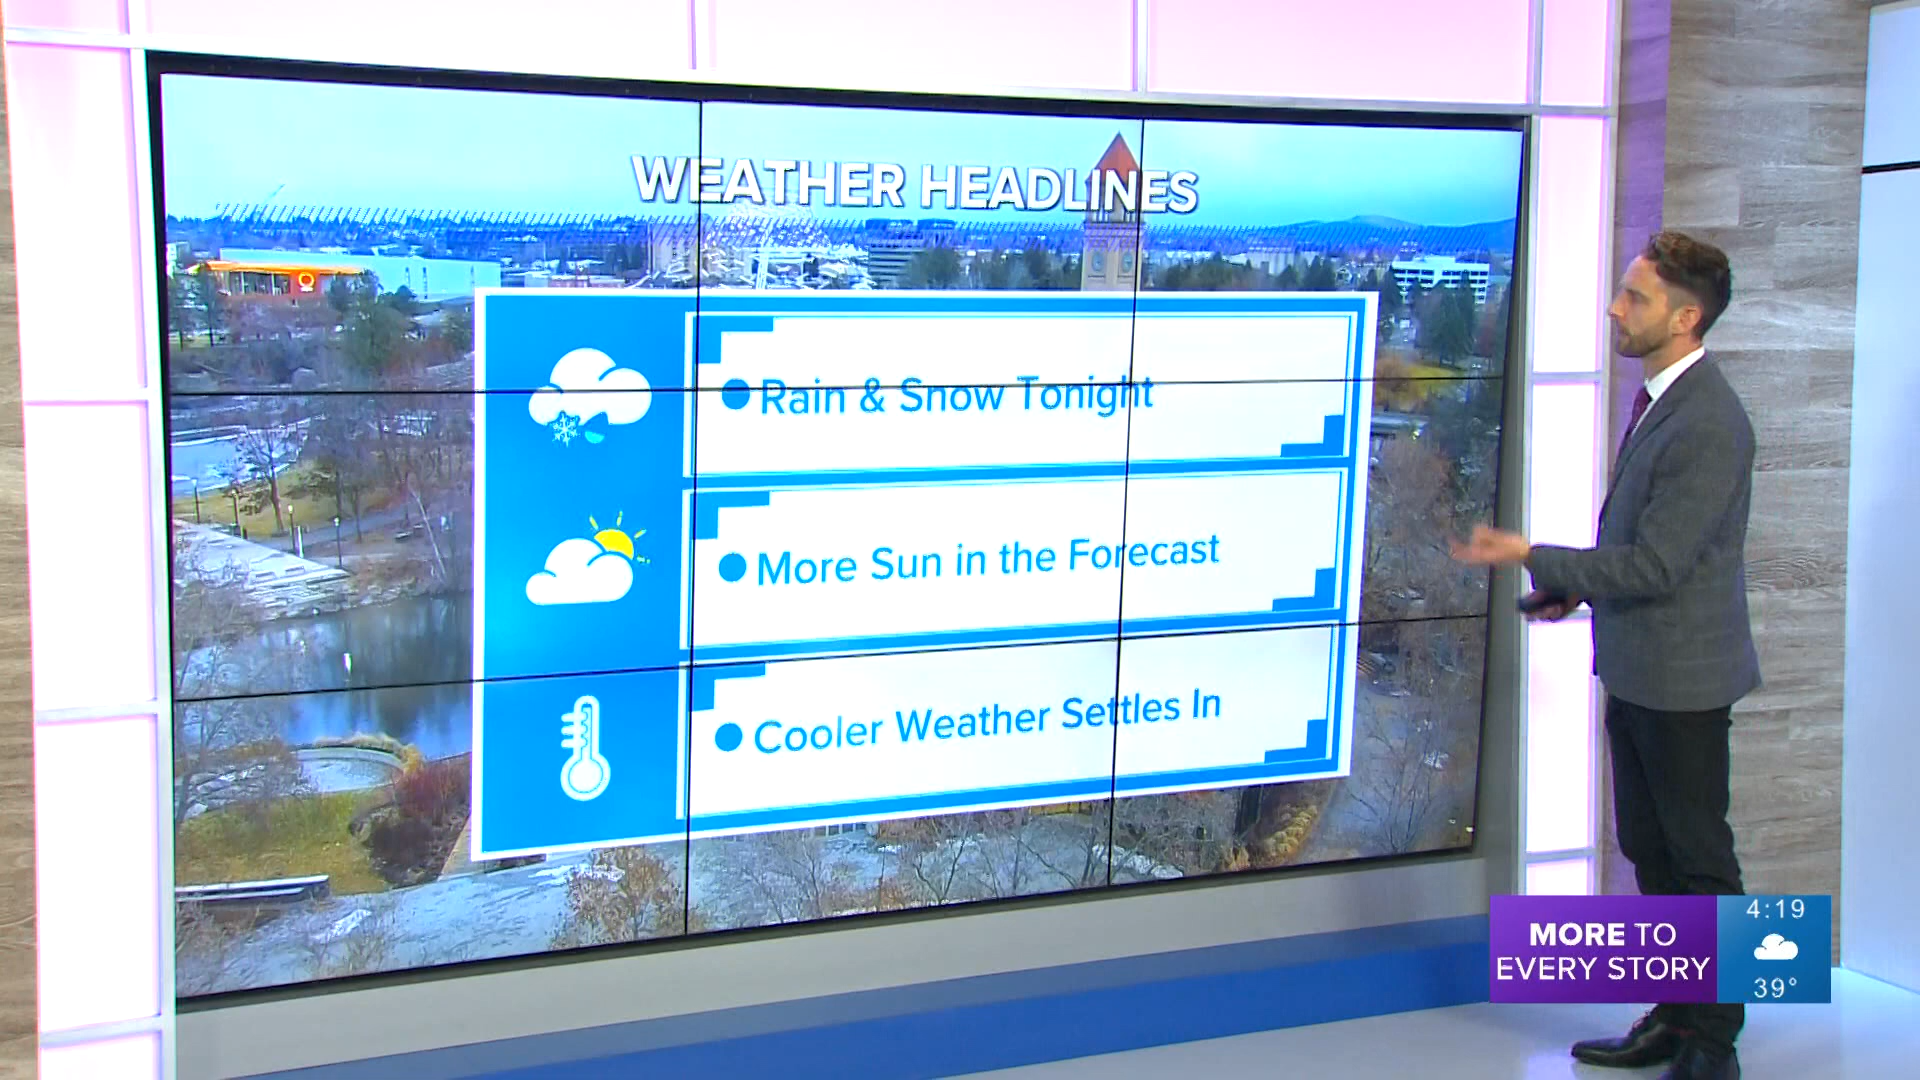 WEATHER HEADLINES
Rain & Snow Tonight
More Sun in the Forecast
Cooler Weather Settles In
MORE TO
EVERY STORY
4:19
39°